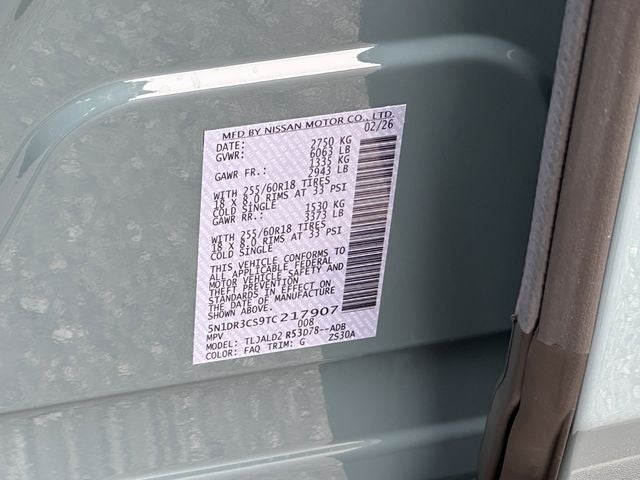 MFD BY NISSAN MOTOR CO., LTD.
DATE: 02/26
GVWR: 2750 KG
6063 LB
GAWR FR.: 1335 KG
2943 LB
WITH 255/60R18 TIRES
18 X 8.0 RIMS AT 33 PSI
COLD SINGLE
GAWR RR.: 1530 KG
3373 LB
WITH 255/60R18 TIRES
18 X 8.0 RIMS AT 33 PSI
COLD SINGLE
THIS VEHICLE CONFORMS TO
ALL APPLICABLE FEDERAL
MOTOR VEHICLE SAFETY AND
THEFT PREVENTION
STANDARDS IN EFFECT ON
THE DATE OF MANUFACTURE
SHOWN ABOVE.
5N1DR3CS9TC217907
MPV 008
MODEL: TLJALD2 R53D78--ADB
COLOR: FAQ TRIM: G ZS30A